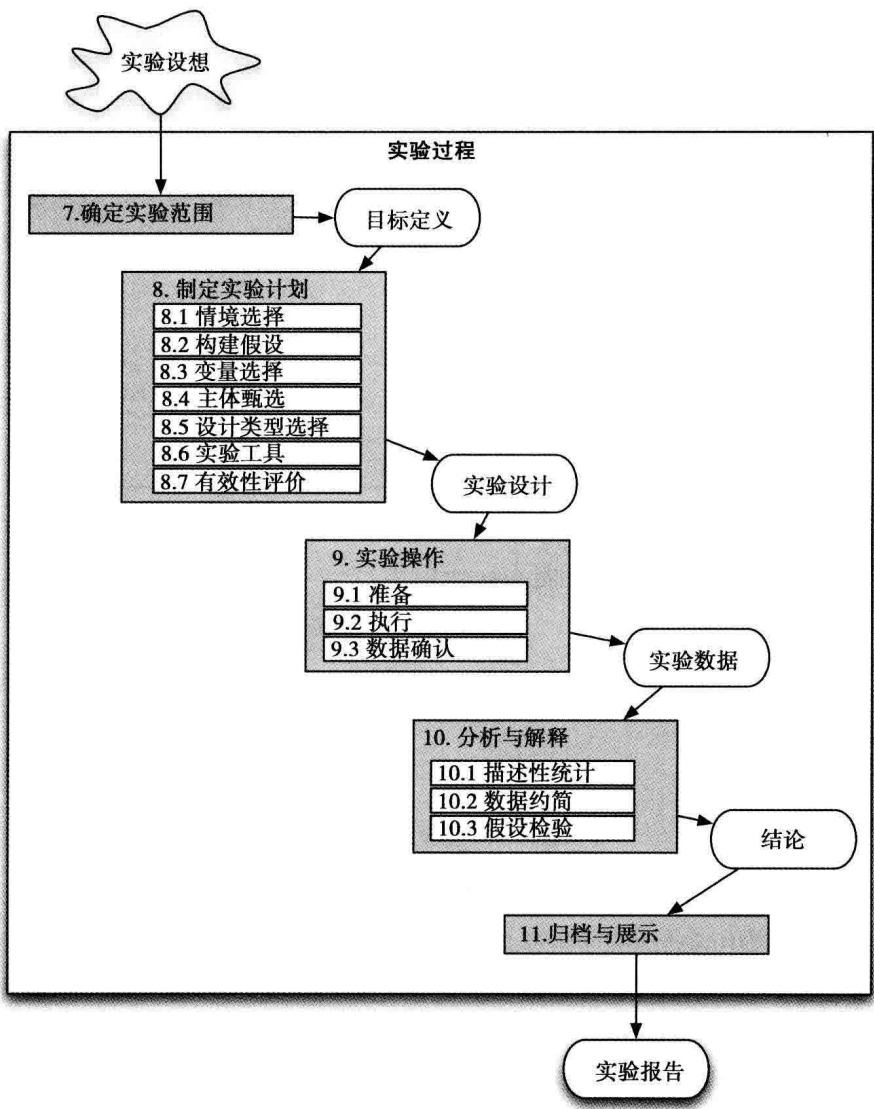 实验设想
实验过程
7.确定实验范围
目标定义
8. 制定实验计划
8.1 情境选择
8.2 构建假设
8.3 变量选择
8.4 主体甄选
8.5 设计类型选择
8.6 实验工具
8.7 有效性评价
实验设计
9. 实验操作
9.1 准备
9.2 执行
9.3 数据确认
实验数据
10. 分析与解释
10.1 描述性统计
10.2 数据约简
10.3 假设检验
结论
11.归档与展示
实验报告